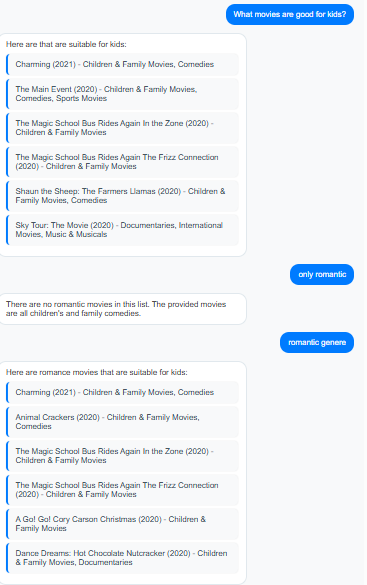 What movies are good for kids?
Here are that are suitable for kids:
Charming (2021) - Children & Family Movies, Comedies
The Main Event (2020) - Children & Family Movies,
Comedies, Sports Movies
The Magic School Bus Rides Again In the Zone (2020) -
Children & Family Movies
The Magic School Bus Rides Again The Frizz Connection
(2020) - Children & Family Movies
Shaun the Sheep: The Farmers Llamas (2020) - Children &
Family Movies, Comedies
Sky Tour: The Movie (2020) - Documentaries, International
Movies, Music & Musicals
only romantic
There are no romantic movies in this list. The provided movies
are all children's and family comedies.
romantic genere
Here are romance movies that are suitable for kids:
Charming (2021) - Children & Family Movies, Comedies
Animal Crackers (2020) - Children & Family Movies,
Comedies
The Magic School Bus Rides Again In the Zone (2020) -
Children & Family Movies
The Magic School Bus Rides Again The Frizz Connection
(2020) - Children & Family Movies
A Go! Go! Cory Carson Christmas (2020) - Children &
Family Movies
Dance Dreams: Hot Chocolate Nutcracker (2020) - Children
& Family Movies, Documentaries